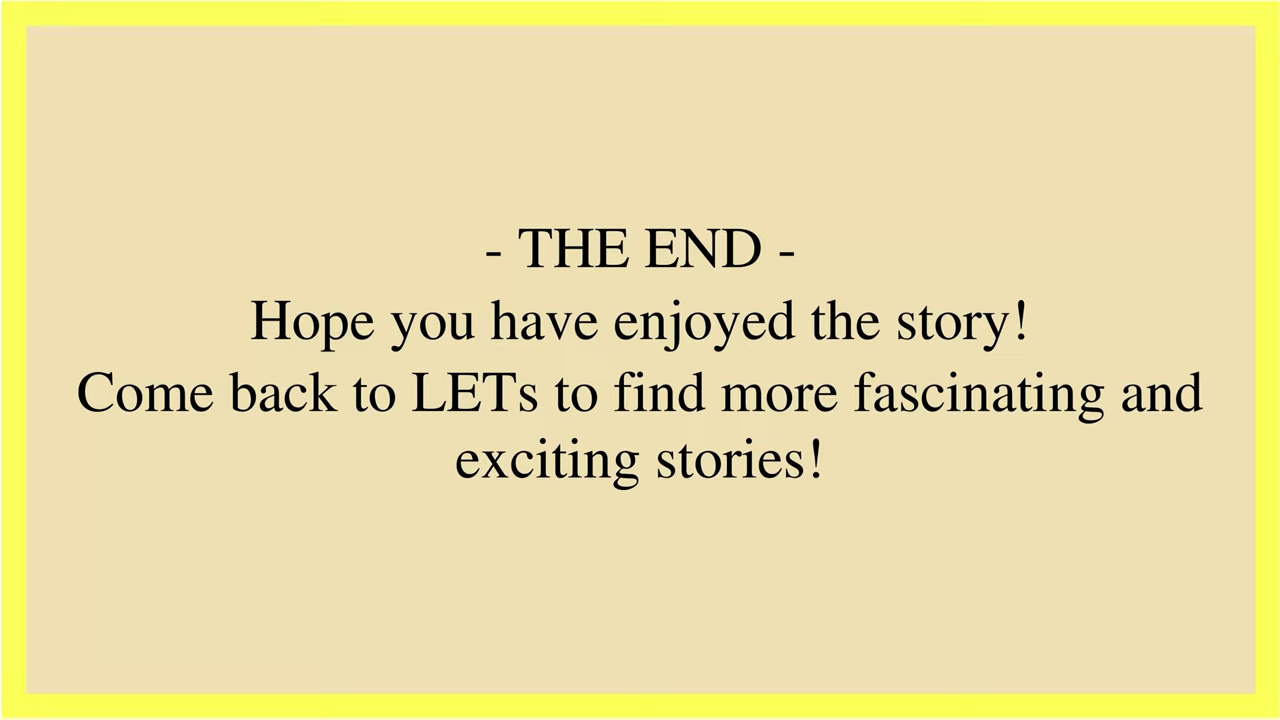 - THE END -
Hope you have enjoyed the story!
Come back to LETs to find more fascinating and
exciting stories!